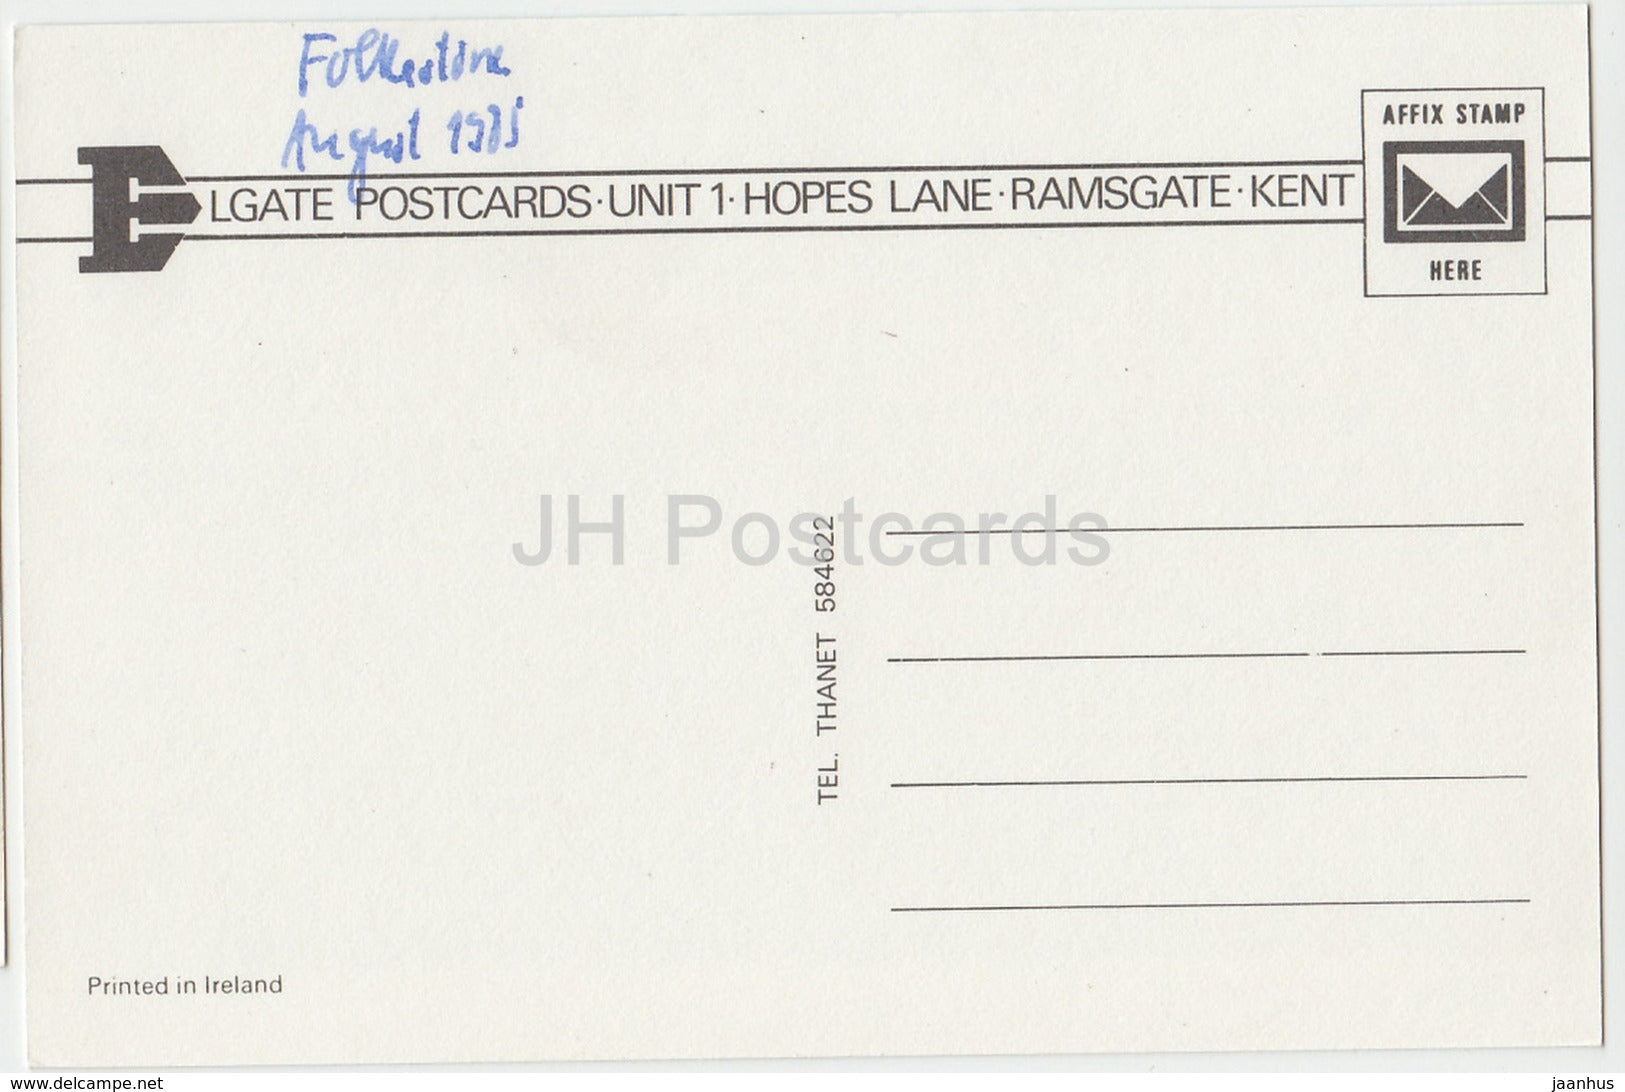 Folkestone
August 1985
AFFIX STAMP
ELGATE POSTCARDS·UNIT 1·HOPES LANE·RAMSGATE·KENT
HERE
JH Postcards
TEL. THANET 584622
Printed in Ireland
www.delcampe.net
jaanhus